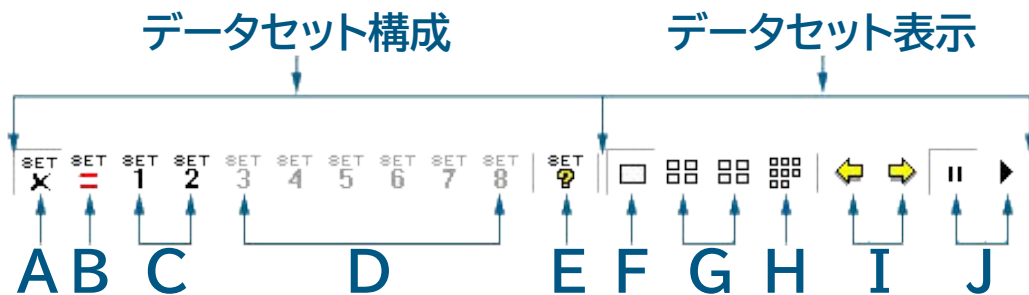 データセット構成 データセット表示
SET SET SET SET SET SET SET SET SET SET SET
X = 1 2 3 4 5 6 7 8 ?
A B C D E F G H I J